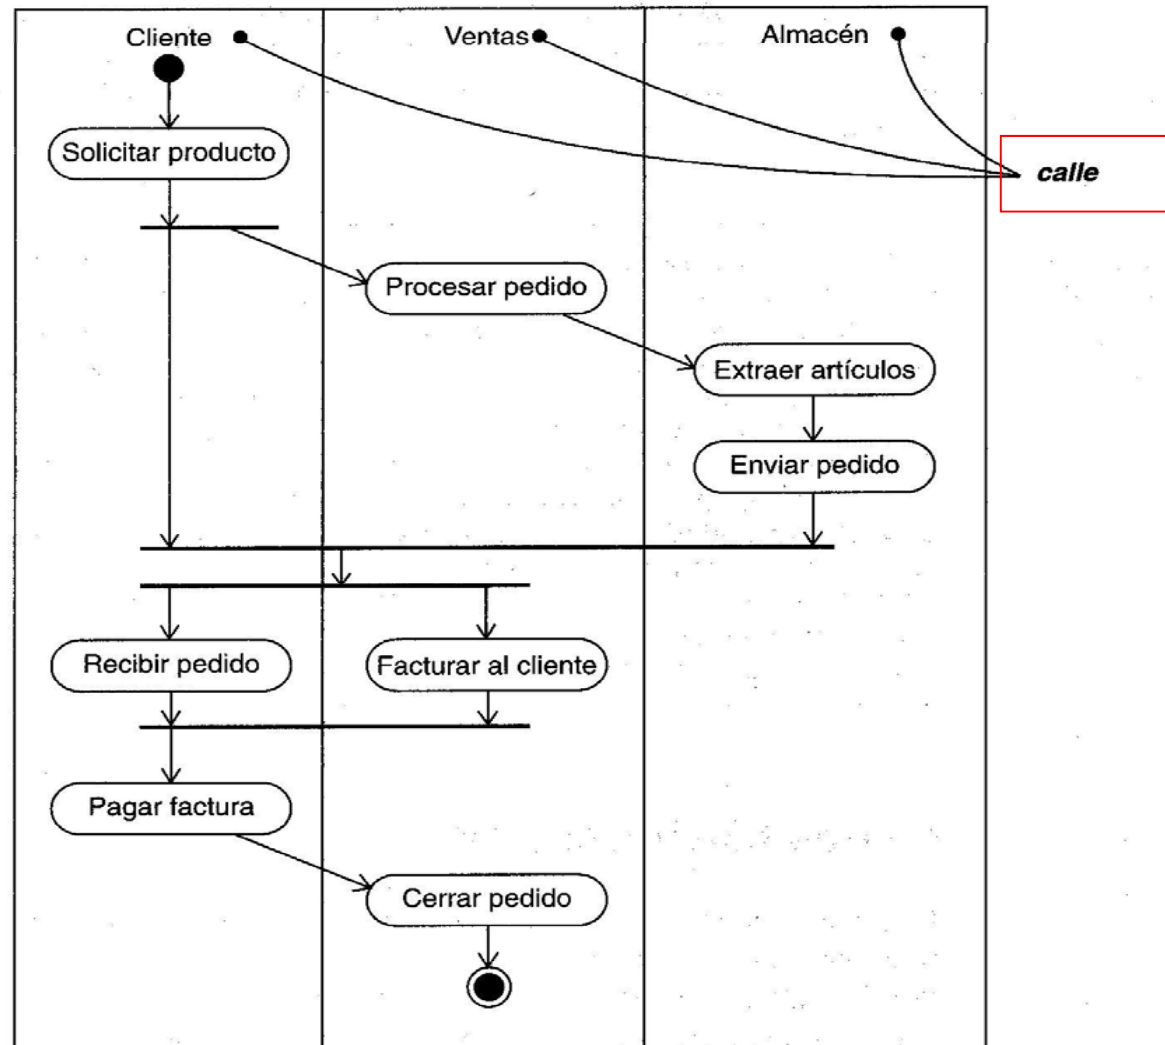 Cliente
Ventas
Almacén
Solicitar producto
calle
Procesar pedido
Extraer artículos
Enviar pedido
Recibir pedido
Facturar al cliente
Pagar factura
Cerrar pedido